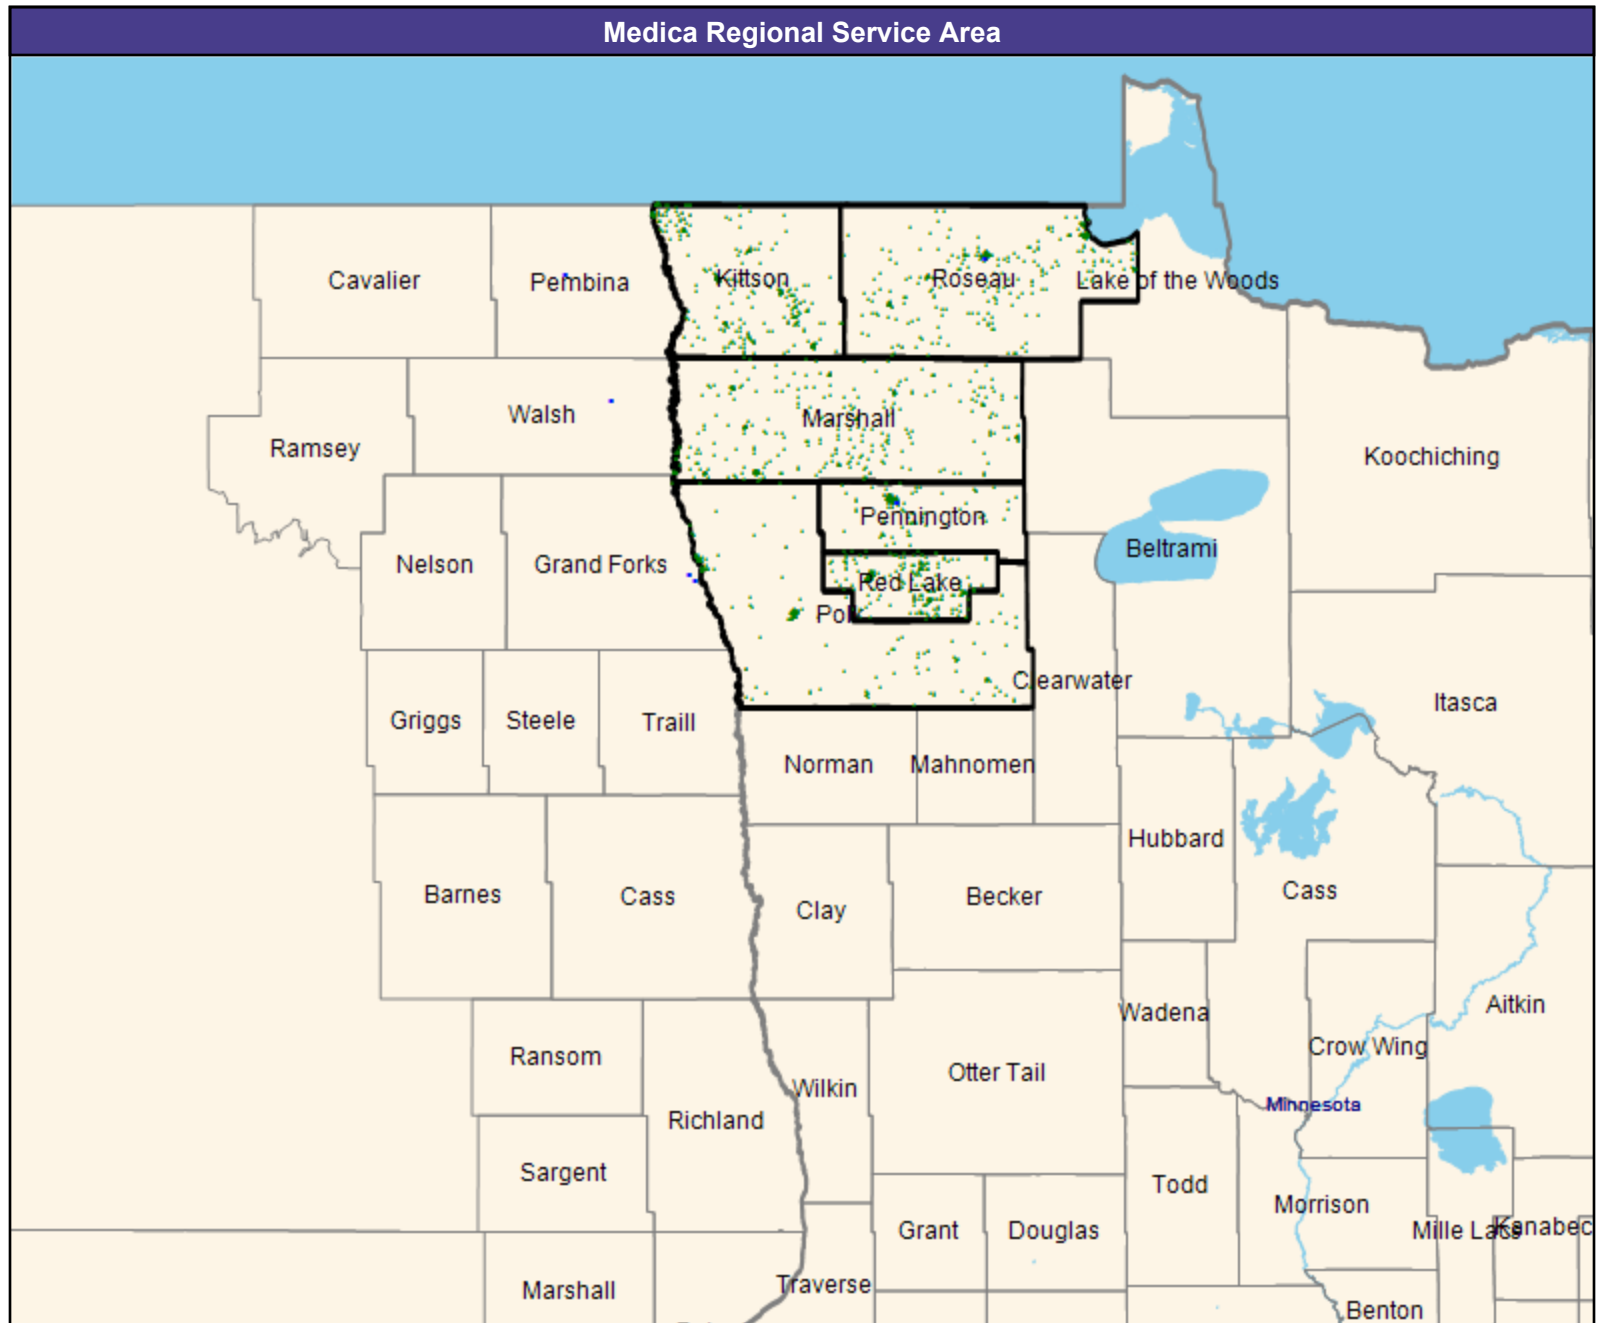 Medica Regional Service Area
Cavalier
Pembina
Kittson
Roseau
Lake of the Woods
Walsh
Marshall
Ramsey
Koochiching
Pennington
Nelson
Grand Forks
Beltrami
Red Lake
Polk
Clearwater
Itasca
Griggs
Steele
Traill
Norman
Mahnomen
Hubbard
Barnes
Cass
Clay
Becker
Cass
Wadena
Aitkin
Crow Wing
Ransom
Otter Tail
Wilkin
Minnesota
Richland
Sargent
Todd
Morrison
Grant
Douglas
Mille Lacs
Kanabec
Marshall
Traverse
Benton